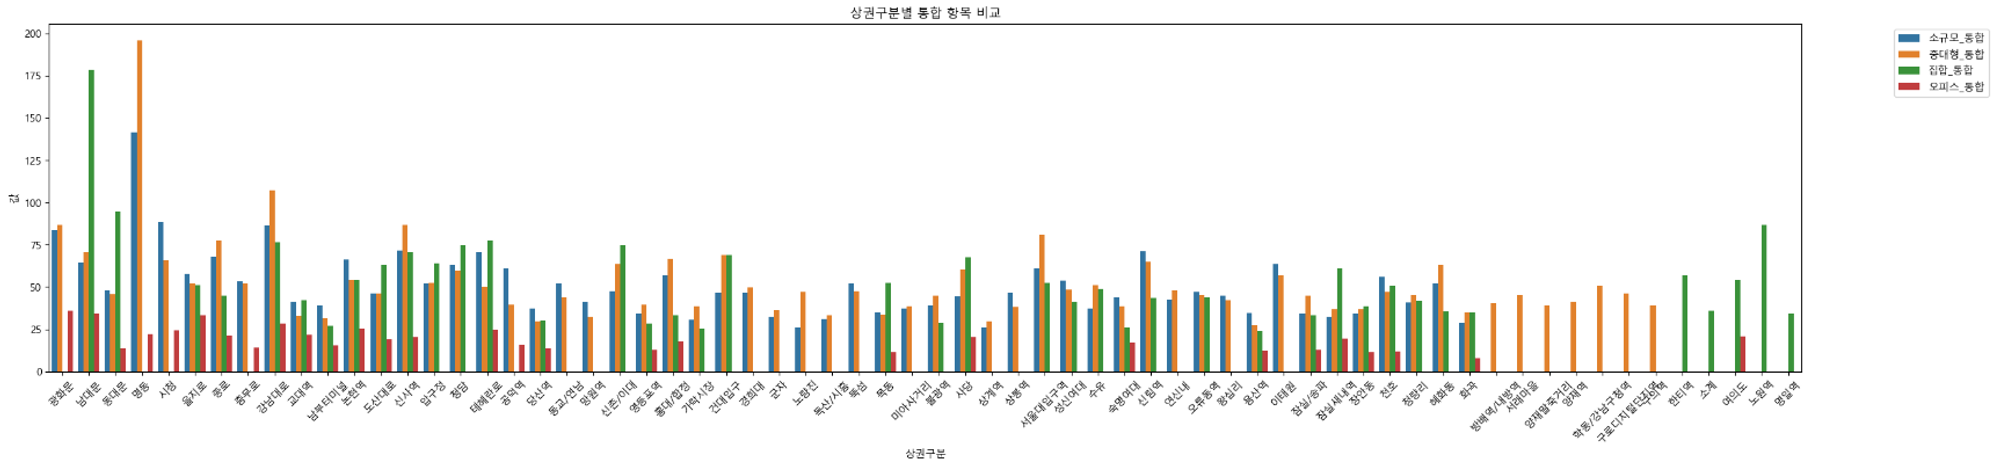 상권구분별 통합 항목 비교
소규모_통합
중대형_통합
집합_통합
오피스_통합
값
200
175
150
125
100
75
50
25
0
광화문
남대문
동대문
명동
시청
을지로
종로
충무로
강남대로
교대역
남부터미널
논현역
도산대로
신사역
압구정
청담
테헤란로
공덕역
당산역
동교/연남
망원역
신촌/이대
영등포역
홍대/합정
가락시장
건대입구
경희대
군자
노량진
독산/시흥
뚝섬
목동
미아사거리
불광역
사당
상계역
상봉역
서울대입구역
성신여대
수유
숙명여대
신림역
연신내
오류동역
왕십리
용산역
이태원
잠실/송파
잠실새내역
장안동
천호
청량리
혜화동
화곡
방배역/내방역
서래마을
양재말죽거리
양재역
학동/강남구청역
구로디지털단지역
구의역
한티역
소계
여의도
노원역
명일역
상권구분